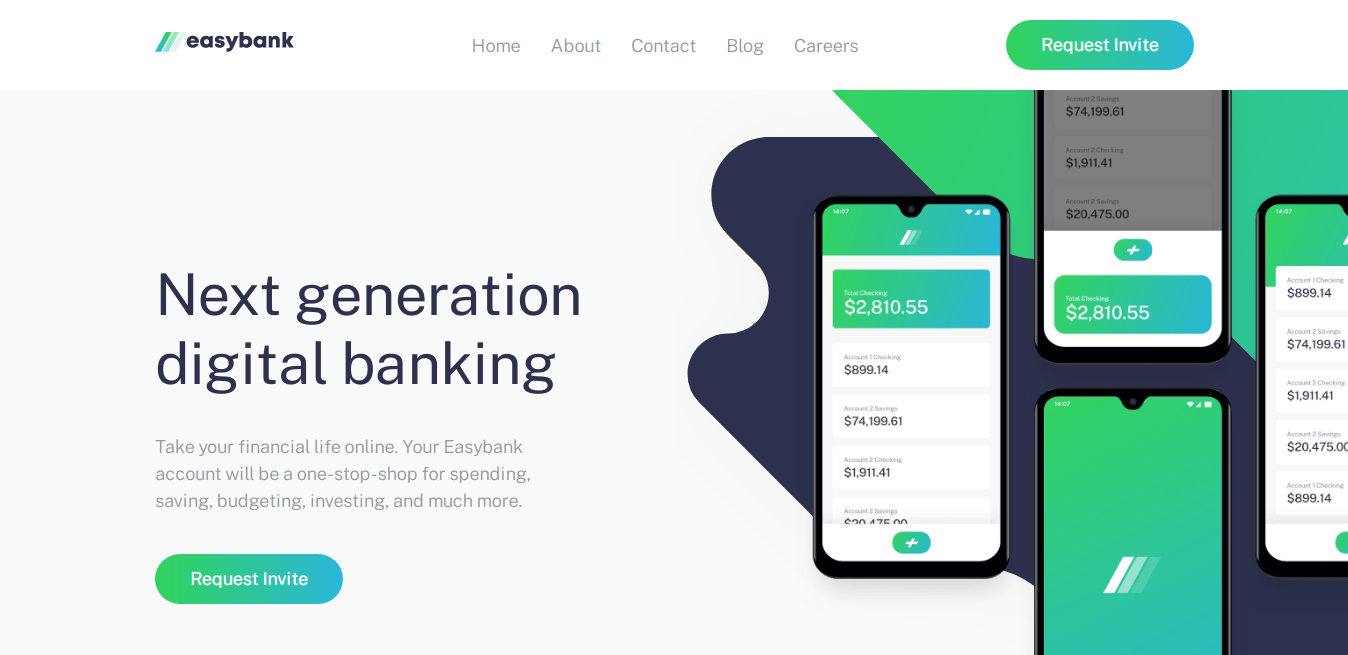 easybank
Home About Contact Blog Careers
Request Invite
Next generation
digital banking
Take your financial life online. Your Easybank
account will be a one-stop-shop for spending,
saving, budgeting, investing, and much more.
Request Invite
14:07
Total Checking
$2,810.55
Account 1 Checking
$899.14
Account 2 Savings
$74,199.61
Account 2 Checking
$1,911.41
Account 2 Savings
$20,475.00
Account 2 Savings
$74,199.61
Account 2 Checking
$1,911.41
Account 2 Savings
$20,475.00
Total Checking
$2,810.55
14:07
14:07
Account 1 Checking
$899.14
Account 2 Savings
$74,199.61
Account 2 Checking
$1,911.41
Account 2 Savings
$20,475.00
Account 1 Checking
$899.14